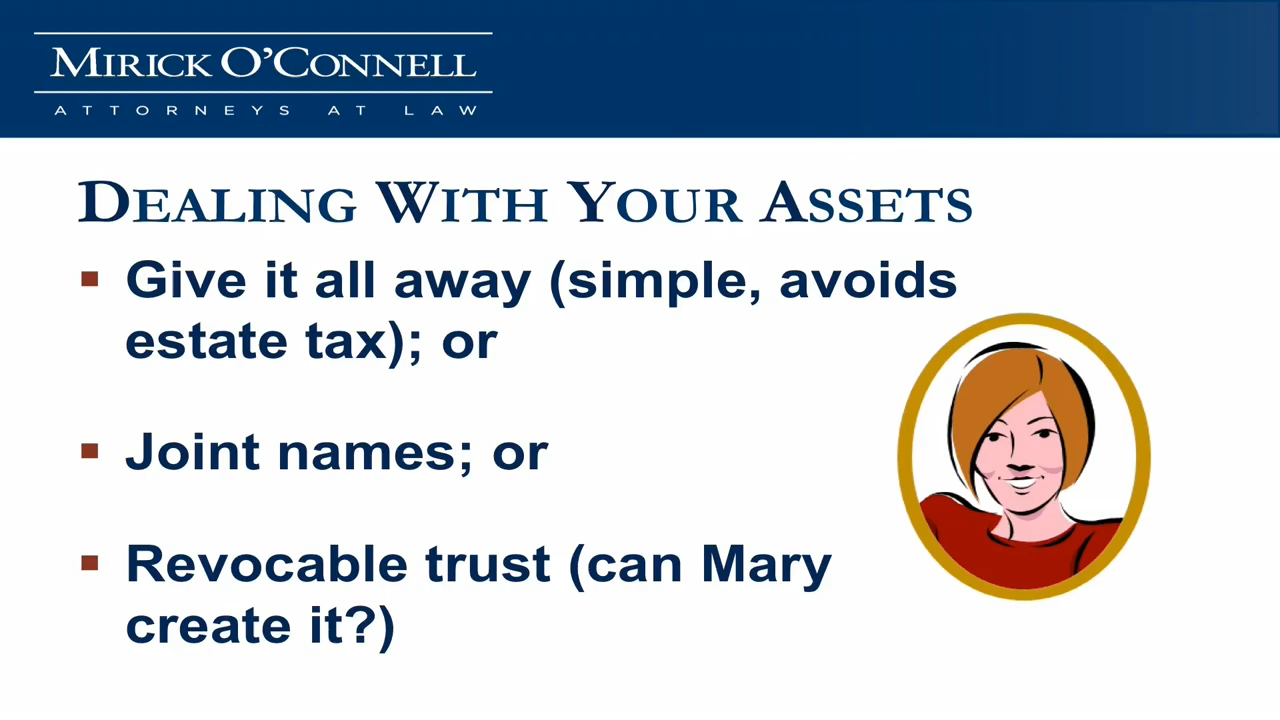 MIRICK O'CONNELL
ATTORNEYS AT LAW
DEALING WITH YOUR ASSETS
▪ Give it all away (simple, avoids
estate tax); or
▪ Joint names; or
▪ Revocable trust (can Mary
create it?)